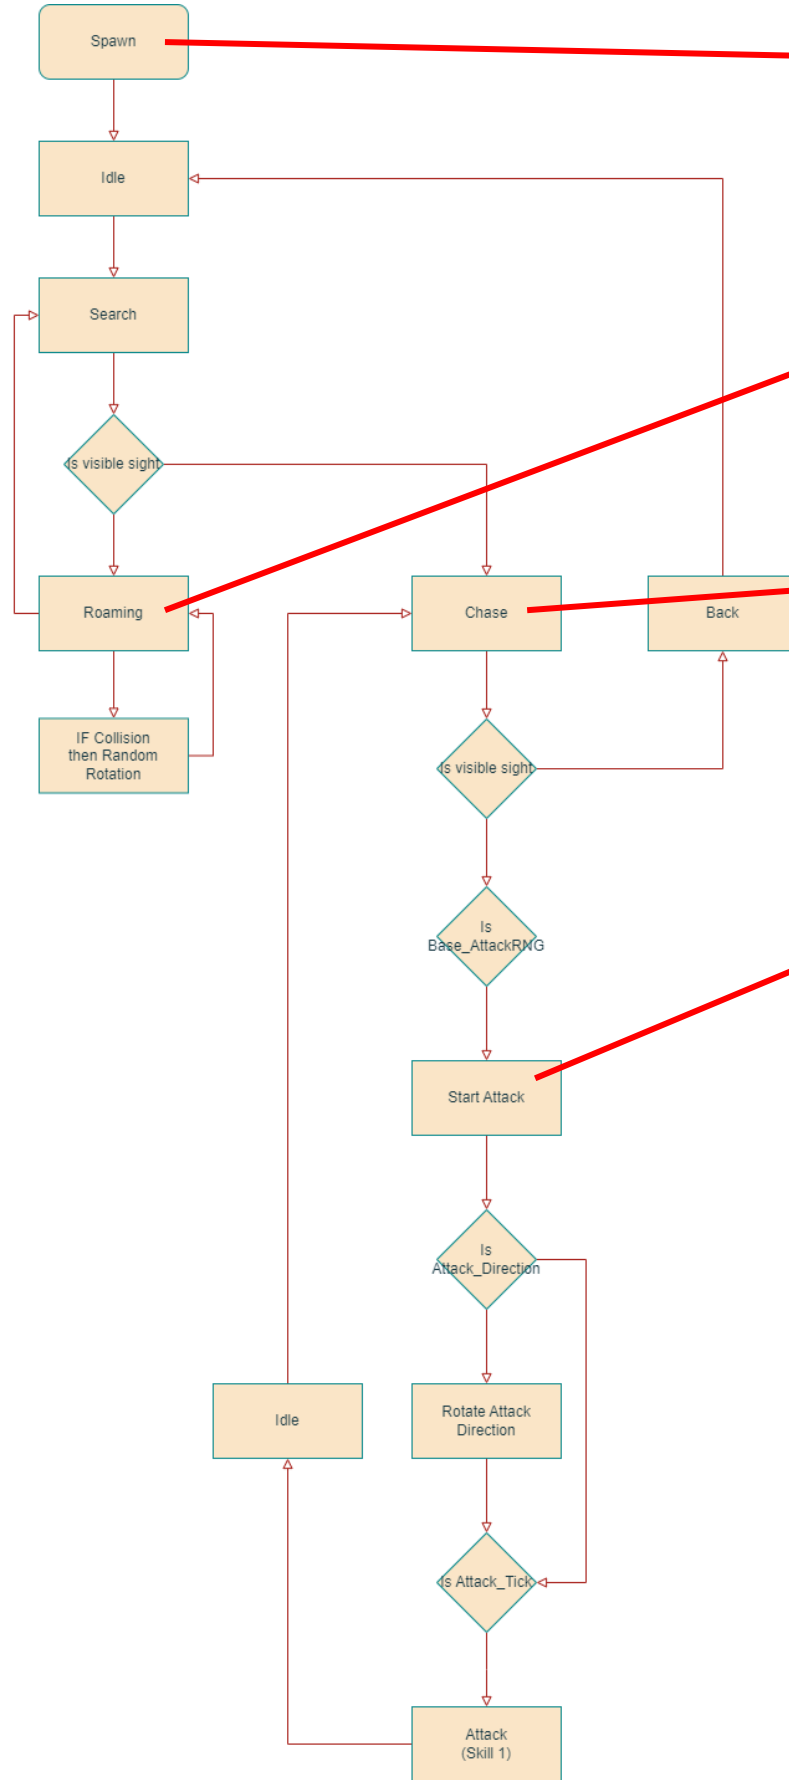 Spawn
Idle
Search
Is visible sight
Roaming
Chase
Back
IF Collision
then Random
Rotation
Is visible sight
Is
Base_AttackRNG
Start Attack
Is
Attack_Direction
Idle
Rotate Attack
Direction
Is Attack_Tick
Attack
(Skill 1)